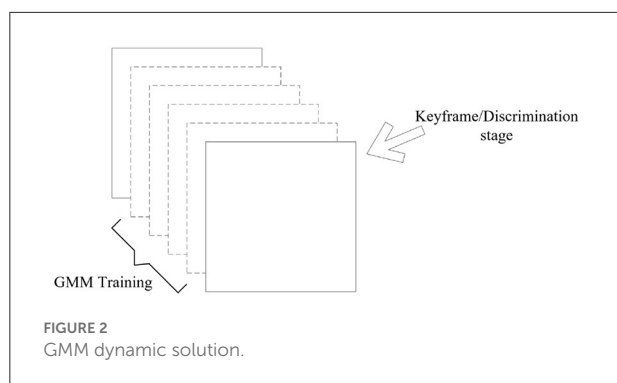 Keyframe/Discrimination
stage
GMM Training
FIGURE 2
GMM dynamic solution.